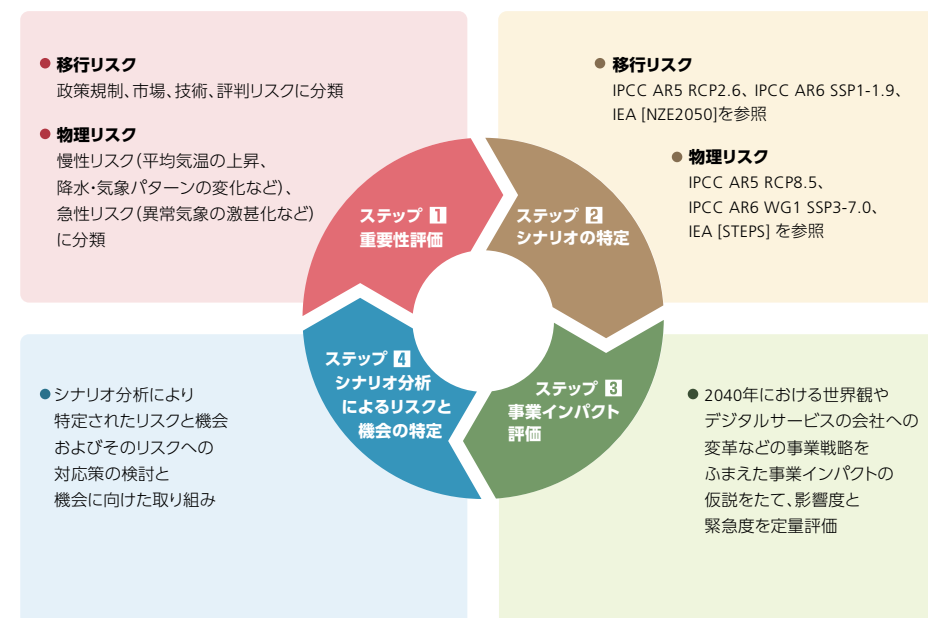 ● 移行リスク
政策規制、市場、技術、評判リスクに分類
● 物理リスク
慢性リスク(平均気温の上昇、
降水・気象パターンの変化など)、
急性リスク(異常気象の激甚化など)
に分類
ステップ 1
重要性評価
● 移行リスク
IPCC AR5 RCP2.6、IPCC AR6 SSP1-1.9、
IEA [NZE2050]を参照
● 物理リスク
IPCC AR5 RCP8.5、
IPCC AR6 WG1 SSP3-7.0、
IEA [STEPS] を参照
ステップ 2
シナリオの特定
ステップ 3
事業インパクト
評価
● 2040年における世界観や
デジタルサービスの会社への
変革などの事業戦略を
ふまえた事業インパクトの
仮説をたて、影響度と
緊急度を定量評価
ステップ 4
シナリオ分析
によるリスクと
機会の特定
● シナリオ分析により
特定されたリスクと機会
およびそのリスクへの
対応策の検討と
機会に向けた取り組み